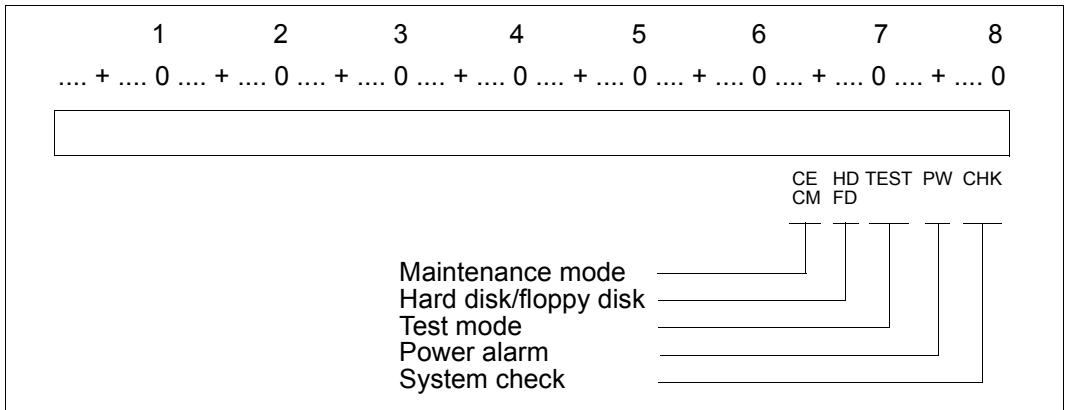 1 2 3 4 5 6 7 8
.... + .... 0 .... + .... 0 .... + .... 0 .... + .... 0 .... + .... 0 .... + .... 0 .... + .... 0 .... + .... 0
CE HD TEST PW CHK
CM FD
Maintenance mode
Hard disk/floppy disk
Test mode
Power alarm
System check